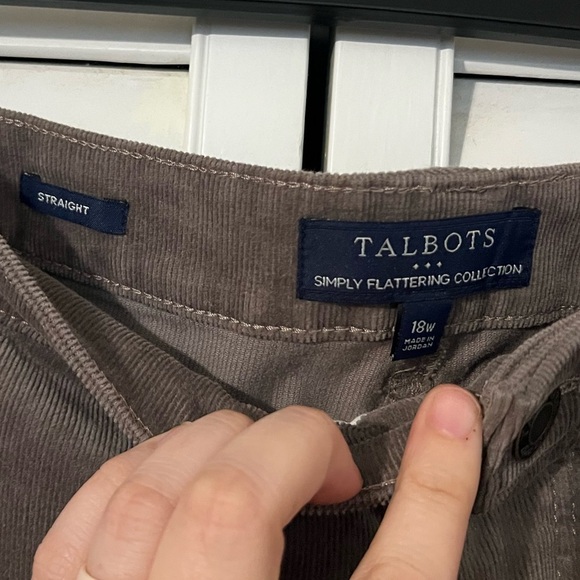 STRAIGHT
TALBOTS
SIMPLY FLATTERING COLLECTION
18W
MADE IN
JORDAN